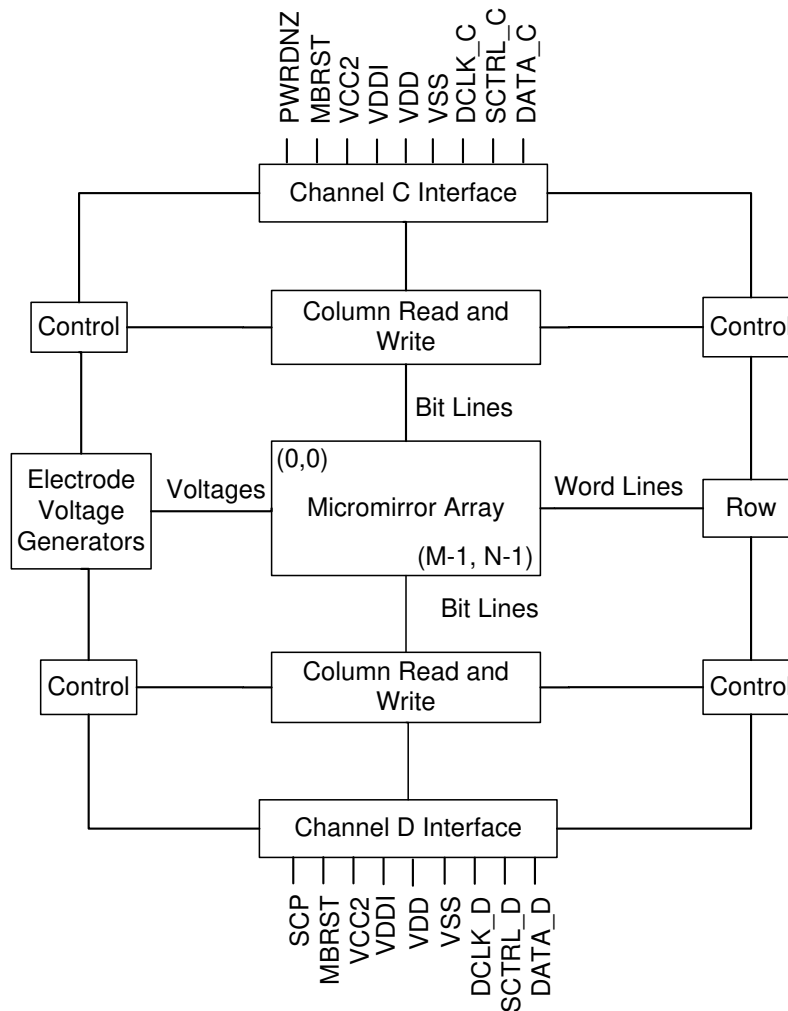 PWRDNZ
MBRST
VCC2
VDDI
VDD
VSS
DCLK_C
SCTRL_C
DATA_C
Channel C Interface
Control
Column Read and
Write
Control
Bit Lines
(0,0)
Electrode
Voltage
Generators
Voltages
Micromirror Array
Word Lines
Row
(M-1, N-1)
Bit Lines
Control
Column Read and
Write
Control
Channel D Interface
SCP
MBRST
VCC2
VDDI
VDD
VSS
DCLK_D
SCTRL_D
DATA_D